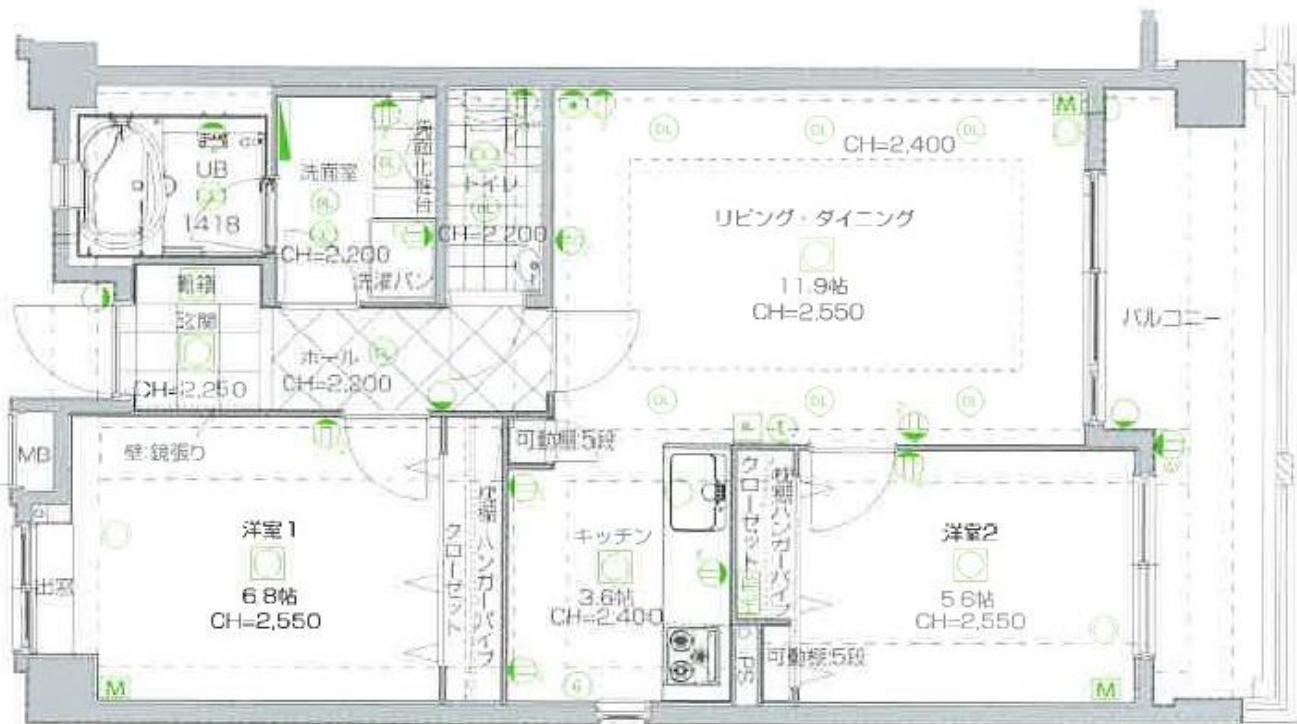 UB
1418
洗面室
CH=2,200
洗面化粧台
洗濯パン
トイレ
CH=2,200
DL
DL
DL
CH=2,400
M
リビング・ダイニング
11.9帖
CH=2,550
バルコニー
靴箱
玄関
CH=2,250
ホール
CH=2,200
DL
DL
DL
MB
壁:鏡張り
可動棚:5段
洋室1
6.8帖
CH=2,550
出窓
クローゼット
ハンガーパイプ
キッチン
3.6帖
CH=2,400
クローゼット
ハンガーパイプ
洋室2
5.6帖
CH=2,550
PS
可動棚:5段
M
M